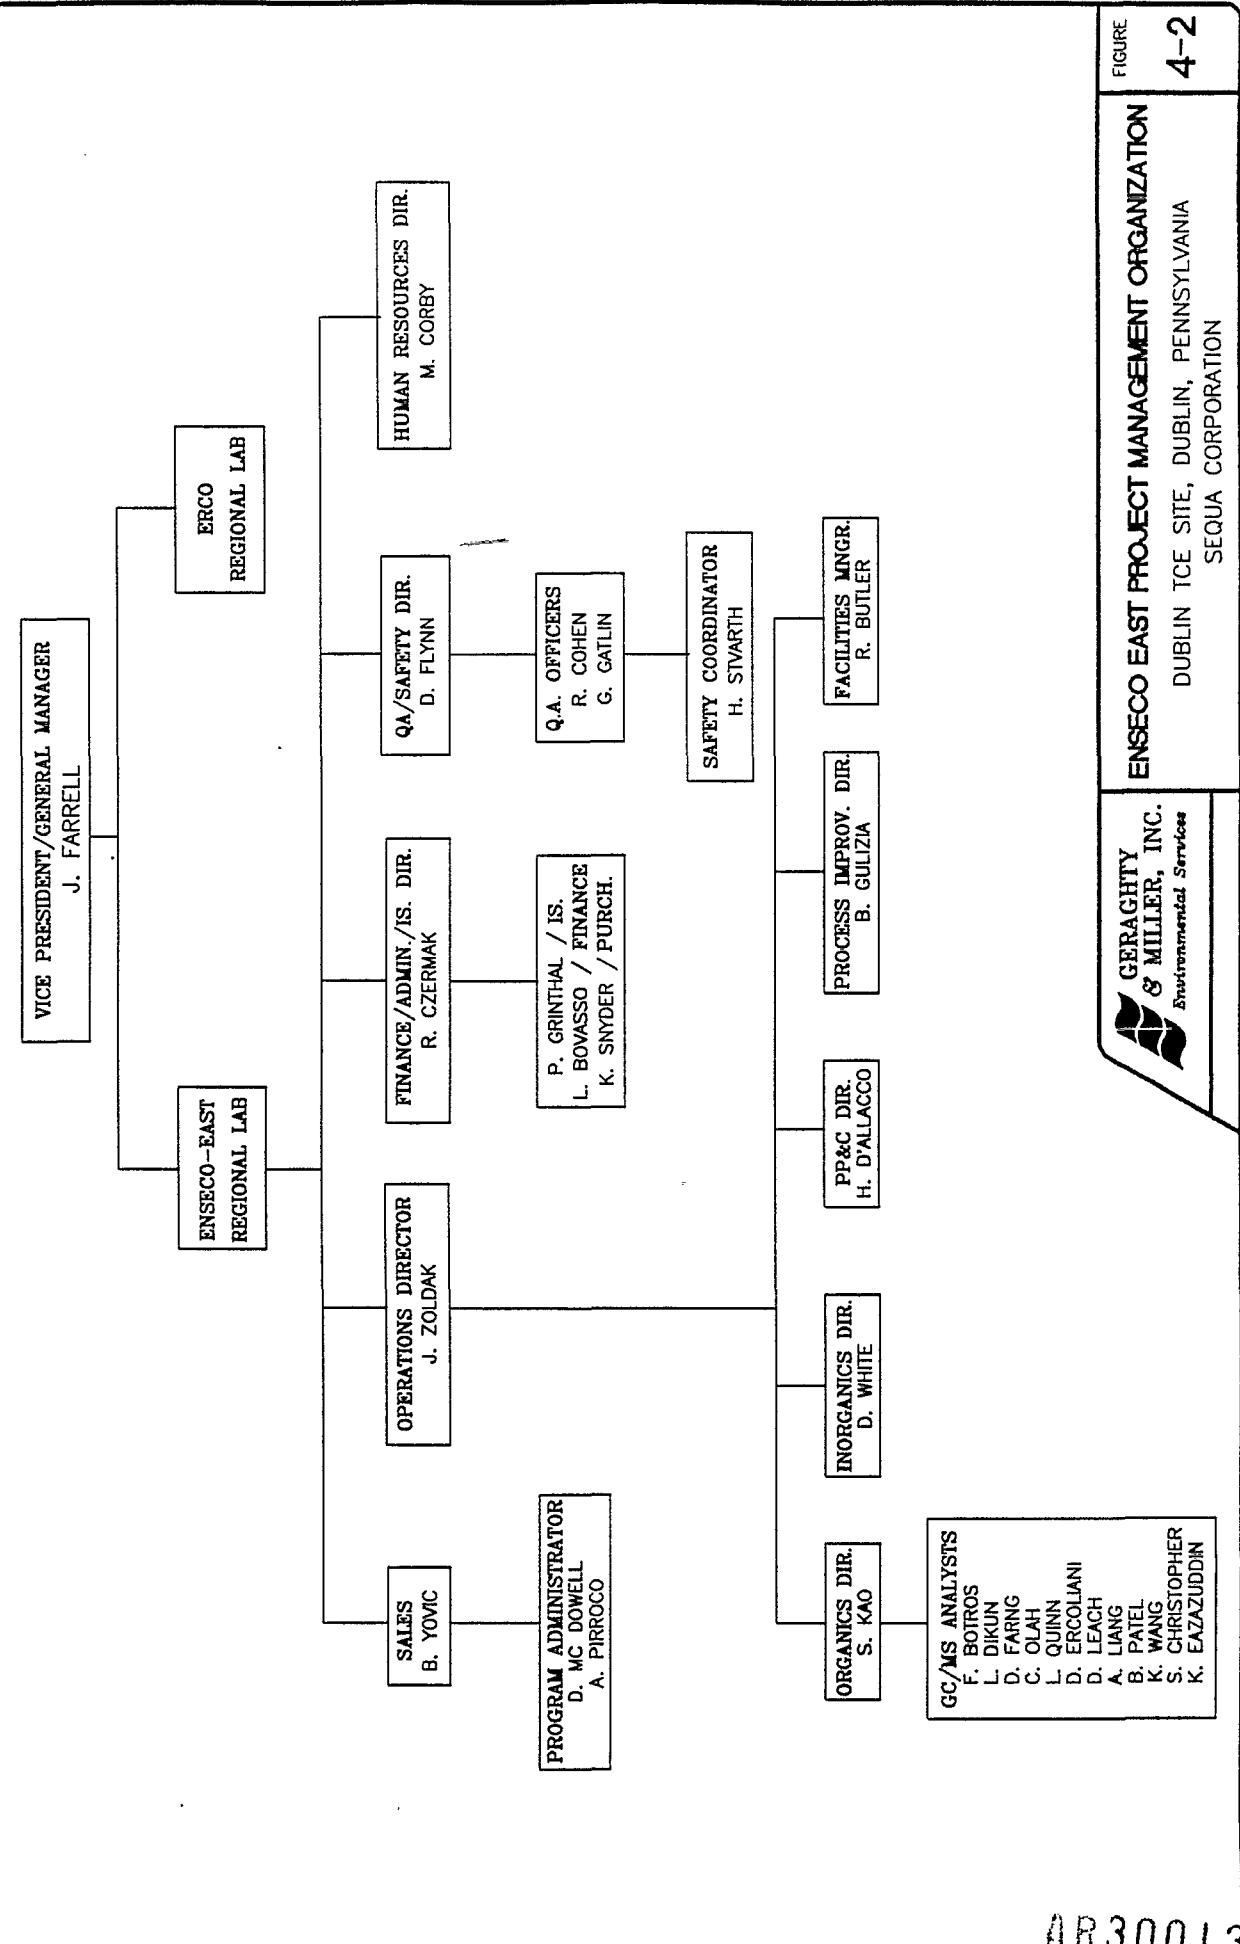 VICE PRESIDENT/GENERAL MANAGER
J. FARRELL
ENSECO-EAST
REGIONAL LAB
ERCO
REGIONAL LAB
SALES
B. YOVIC
OPERATIONS DIRECTOR
J. ZOLDAK
FINANCE/ADMIN./IS. DIR.
R. CZERMAK
QA/SAFETY DIR.
D. FLYNN
HUMAN RESOURCES DIR.
M. CORBY
PROGRAM ADMINISTRATOR
D. MC DOWELL
A. PIRROCO
P. GRINTHAL / IS.
L. BOVASSO / FINANCE
K. SNYDER / PURCH.
Q.A. OFFICERS
R. COHEN
G. GATLIN
SAFETY COORDINATOR
H. STVARTH
ORGANICS DIR.
S. KAO
INORGANICS DIR.
D. WHITE
PP&C DIR.
H. D'ALLACCO
PROCESS IMPROV. DIR.
B. GULIZIA
FACILITIES MNGR.
R. BUTLER
GC/MS ANALYSTS
F. BOTROS
L. DIKUN
D. FARNG
C. OLAH
L. QUINN
D. ERCOLIANI
D. LEACH
A. LIANG
B. PATEL
K. WANG
S. CHRISTOPHER
K. EAZAZUDDIN
GERAGHTY
& MILLER, INC.
Environmental Services
ENSECO EAST PROJECT MANAGEMENT ORGANIZATION
DUBLIN TCE SITE, DUBLIN, PENNSYLVANIA
SEQUA CORPORATION
FIGURE
4-2